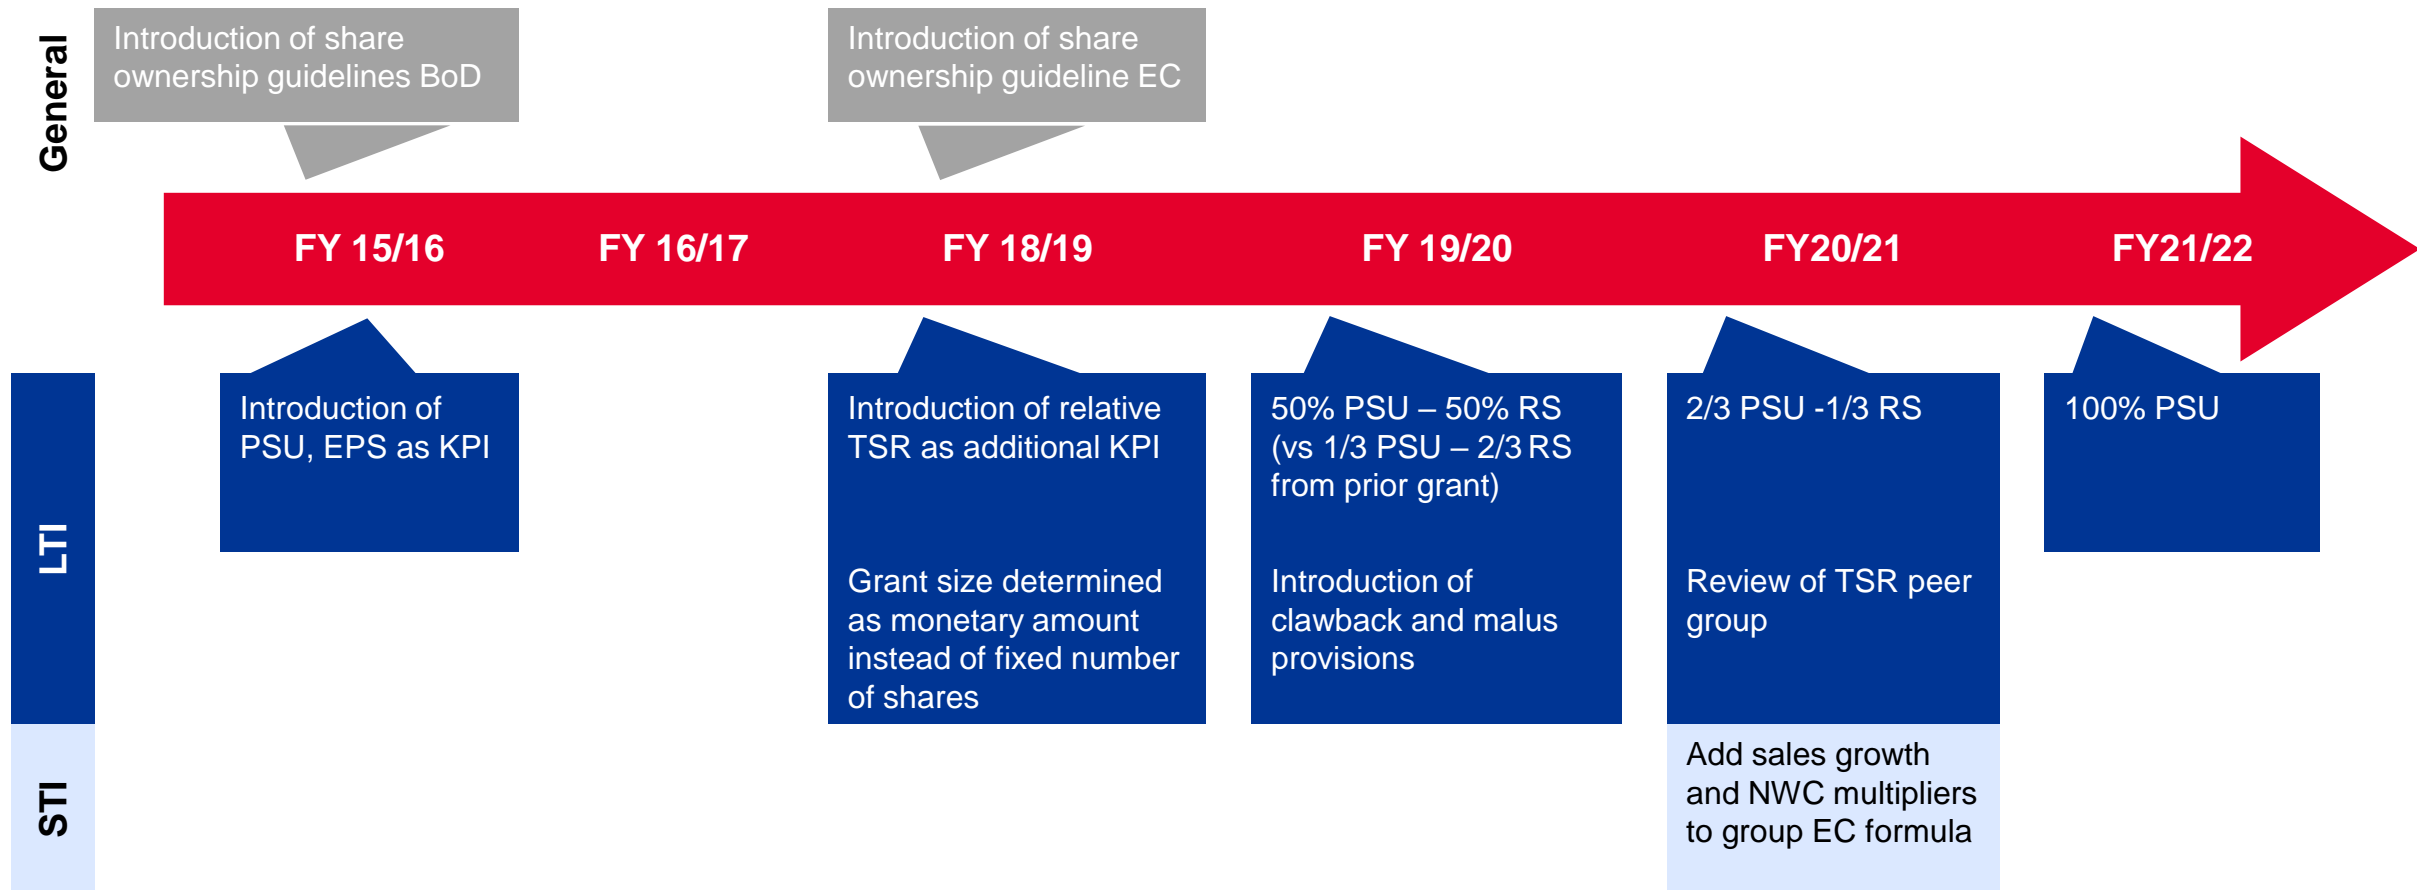 General
Introduction of share
ownership guidelines BoD
Introduction of share
ownership guideline EC
FY 15/16
FY 16/17
FY 18/19
FY 19/20
FY20/21
FY21/22
LTI
Introduction of
PSU, EPS as KPI
Introduction of relative
TSR as additional KPI
Grant size determined
as monetary amount
instead of fixed number
of shares
50% PSU – 50% RS
(vs 1/3 PSU – 2/3 RS
from prior grant)
Introduction of
clawback and malus
provisions
2/3 PSU -1/3 RS
Review of TSR peer
group
100% PSU
STI
Add sales growth
and NWC multipliers
to group EC formula